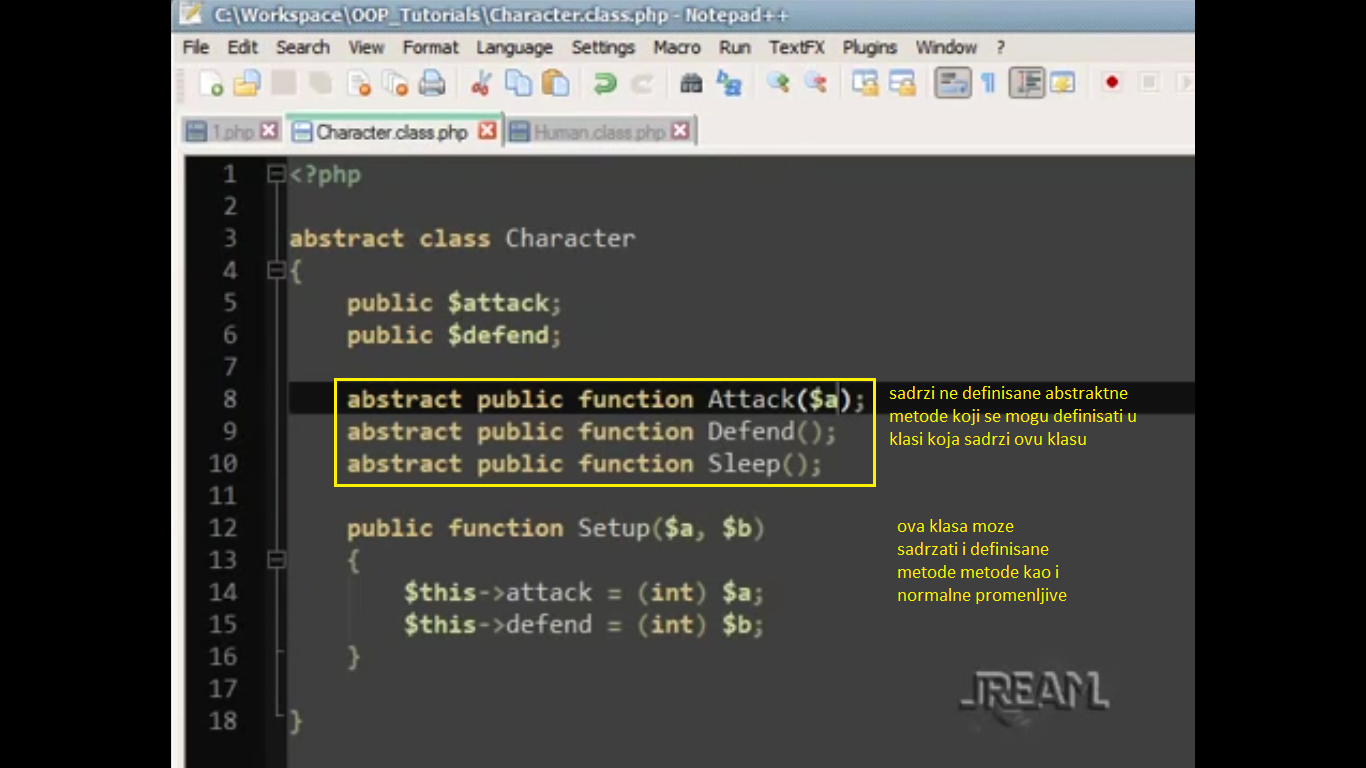 C:\Workspace\OOP_Tutorials\Character.class.php - Notepad++
File Edit Search View Format Language Settings Macro Run TextFX Plugins Window ?
1.php Character.class.php Human.class.php
1 <?php
2
3 abstract class Character
4 {
5 public $attack;
6 public $defend;
7
8 abstract public function Attack($a);
9 abstract public function Defend();
10 abstract public function Sleep();
11
12 public function Setup($a, $b)
13 {
14 $this->attack = (int) $a;
15 $this->defend = (int) $b;
16 }
17
18 }
sadrzi ne definisane abstraktne
metode koji se mogu definisati u
klasi koja sadrzi ovu klasu
ova klasa moze
sadrzati i definisane
metode metode kao i
normalne promenljive
JREAM